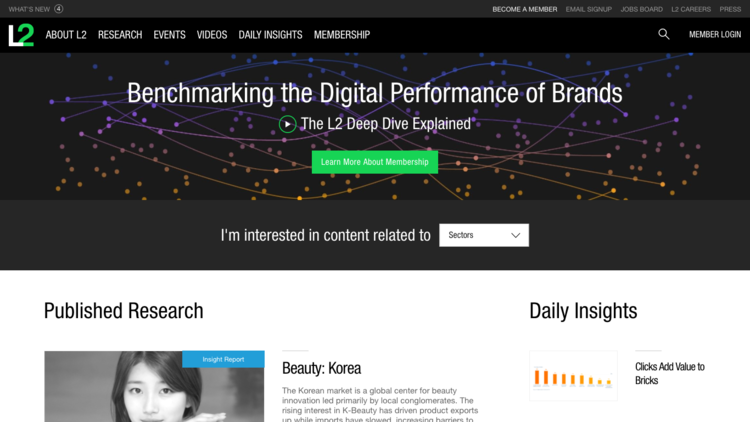 WHAT'S NEW 4
BECOME A MEMBER EMAIL SIGNUP JOBS BOARD L2 CAREERS PRESS
L2 ABOUT L2 RESEARCH EVENTS VIDEOS DAILY INSIGHTS MEMBERSHIP MEMBER LOGIN
Benchmarking the Digital Performance of Brands
The L2 Deep Dive Explained
Learn More About Membership
I'm interested in content related to Sectors
Published Research
Insight Report
Beauty: Korea
The Korean market is a global center for beauty
innovation led primarily by local conglomerates. The
rising interest in K-Beauty has driven product exports
up while imports have slowed, increasing barriers to
Daily Insights
Clicks Add Value to
Bricks